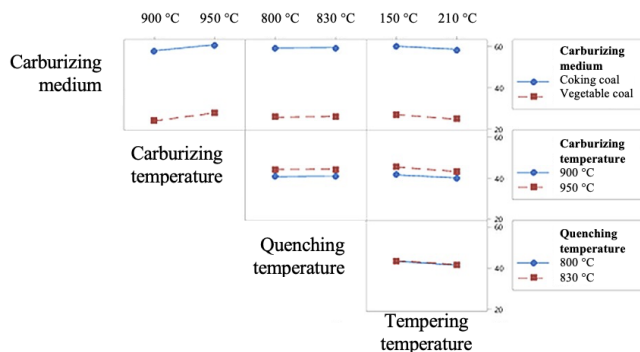 900 °C 950 °C 800 °C 830 °C 150 °C 210 °C
Carburizing
medium
60
40
20
Carburizing
medium
Coking coal
Vegetable coal
Carburizing
temperature
60
40
20
Carburizing
temperature
900 °C
950 °C
Quenching
temperature
60
40
20
Quenching
temperature
800 °C
830 °C
Tempering
temperature